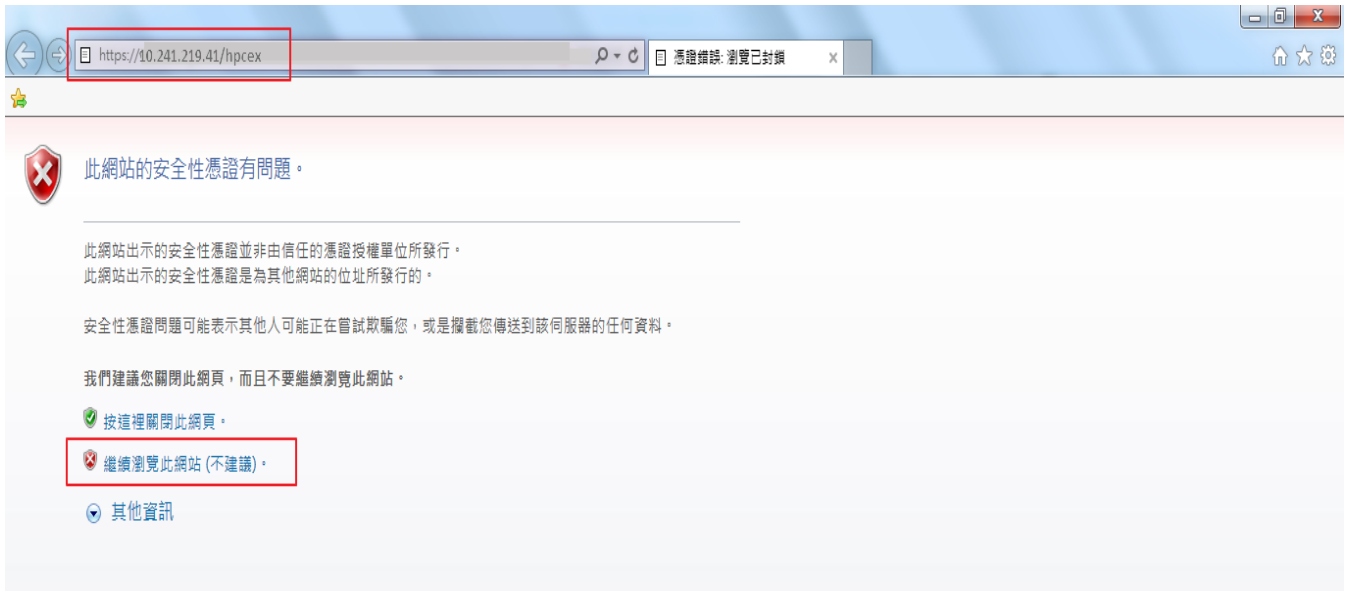 https://10.241.219.41/hpcex
憑證錯誤: 瀏覽已封鎖
此網站的安全性憑證有問題。
此網站出示的安全性憑證並非由信任的憑證授權單位所發行。
此網站出示的安全性憑證是為其他網站的位址所發行的。
安全性憑證問題可能表示其他人可能正在嘗試欺騙您，或是攔截您傳送到該伺服器的任何資料。
我們建議您關閉此網頁，而且不要繼續瀏覽此網站。
按這裡關閉此網頁。
繼續瀏覽此網站 (不建議)。
其他資訊